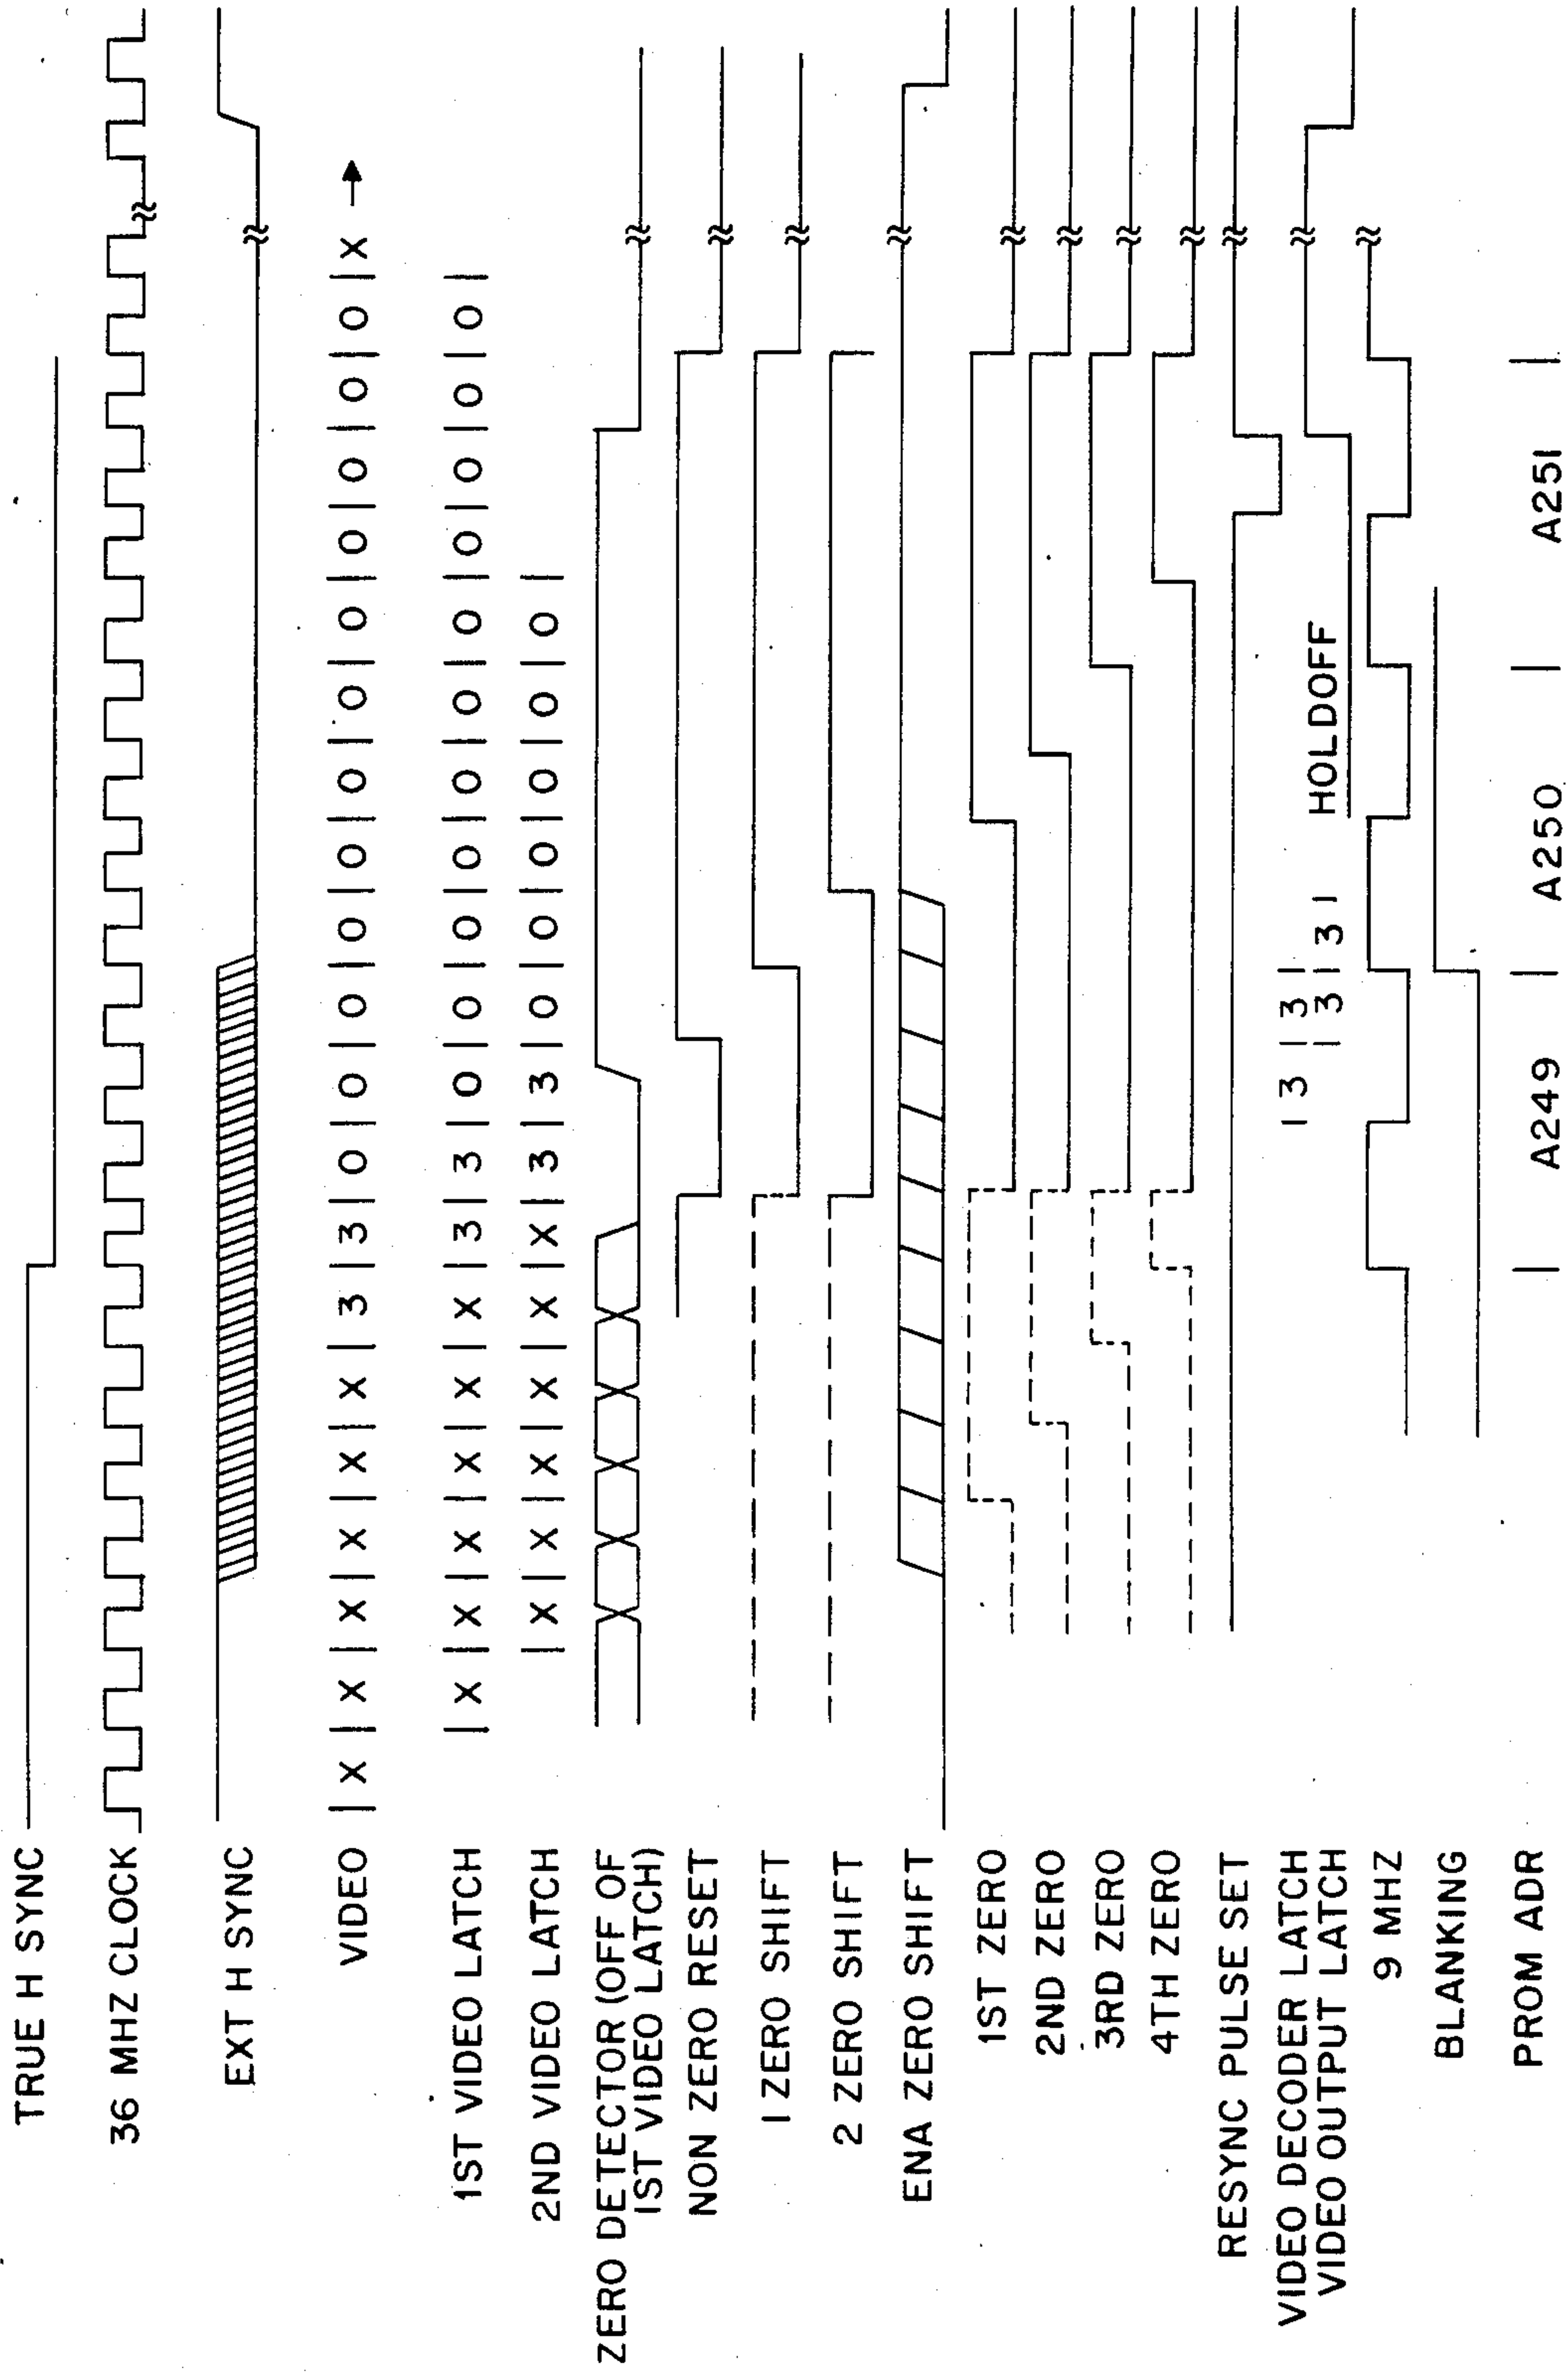 TRUE H SYNC
36 MHZ CLOCK
EXT H SYNC
VIDEO |X|X|X|X|X|X|3|3|0|0|0|0|0|0|0|0|0|0|0|0|X →
1ST VIDEO LATCH |X|X|X|X|X|X|3|3|0|0|0|0|0|0|0|0|0|0|0|
2ND VIDEO LATCH |X|X|X|X|X|X|3|3|0|0|0|0|0|0|
ZERO DETECTOR (OFF OF
1ST VIDEO LATCH)
NON ZERO RESET
1 ZERO SHIFT
2 ZERO SHIFT
ENA ZERO SHIFT
1ST ZERO
2ND ZERO
3RD ZERO
4TH ZERO
RESYNC PULSE SET
VIDEO DECODER LATCH |3|3|
VIDEO OUTPUT LATCH |3|3| HOLDOFF
9 MHZ
BLANKING
PROM ADR | A249 | A250 | A251 |